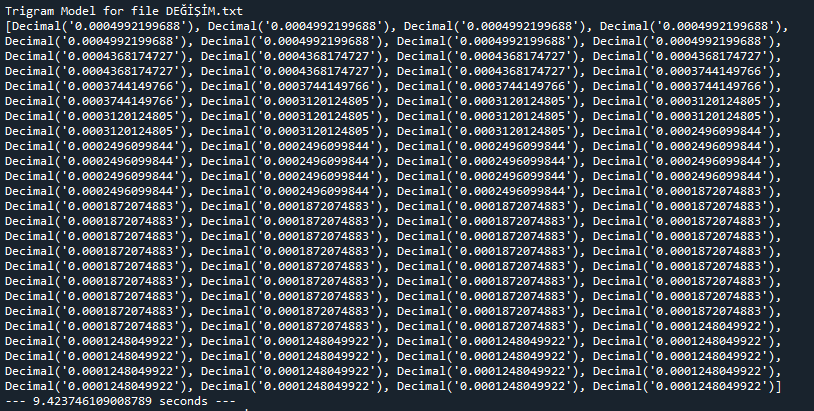 Trigram Model for file DEĞİŞİM.txt
[Decimal('0.0004992199688'), Decimal('0.0004992199688'), Decimal('0.0004992199688'), Decimal('0.0004992199688'),
Decimal('0.0004992199688'), Decimal('0.0004992199688'), Decimal('0.0004992199688'), Decimal('0.0004992199688'),
Decimal('0.0004368174727'), Decimal('0.0004368174727'), Decimal('0.0004368174727'), Decimal('0.0004368174727'),
Decimal('0.0004368174727'), Decimal('0.0004368174727'), Decimal('0.0004368174727'), Decimal('0.0004368174727'),
Decimal('0.0003744149766'), Decimal('0.0003744149766'), Decimal('0.0003744149766'), Decimal('0.0003744149766'),
Decimal('0.0003744149766'), Decimal('0.0003120124805'), Decimal('0.0003120124805'), Decimal('0.0003120124805'),
Decimal('0.0003120124805'), Decimal('0.0003120124805'), Decimal('0.0003120124805'), Decimal('0.0003120124805'),
Decimal('0.0003120124805'), Decimal('0.0003120124805'), Decimal('0.0003120124805'), Decimal('0.0002496099844'),
Decimal('0.0002496099844'), Decimal('0.0002496099844'), Decimal('0.0002496099844'), Decimal('0.0002496099844'),
Decimal('0.0002496099844'), Decimal('0.0002496099844'), Decimal('0.0002496099844'), Decimal('0.0002496099844'),
Decimal('0.0002496099844'), Decimal('0.0002496099844'), Decimal('0.0002496099844'), Decimal('0.0002496099844'),
Decimal('0.0002496099844'), Decimal('0.0002496099844'), Decimal('0.0002496099844'), Decimal('0.0001872074883'),
Decimal('0.0001872074883'), Decimal('0.0001872074883'), Decimal('0.0001872074883'), Decimal('0.0001872074883'),
Decimal('0.0001872074883'), Decimal('0.0001872074883'), Decimal('0.0001872074883'), Decimal('0.0001872074883'),
Decimal('0.0001872074883'), Decimal('0.0001872074883'), Decimal('0.0001872074883'), Decimal('0.0001872074883'),
Decimal('0.0001872074883'), Decimal('0.0001872074883'), Decimal('0.0001872074883'), Decimal('0.0001872074883'),
Decimal('0.0001872074883'), Decimal('0.0001872074883'), Decimal('0.0001872074883'), Decimal('0.0001872074883'),
Decimal('0.0001872074883'), Decimal('0.0001872074883'), Decimal('0.0001872074883'), Decimal('0.0001872074883'),
Decimal('0.0001872074883'), Decimal('0.0001872074883'), Decimal('0.0001872074883'), Decimal('0.0001872074883'),
Decimal('0.0001872074883'), Decimal('0.0001872074883'), Decimal('0.0001872074883'), Decimal('0.0001872074883'),
Decimal('0.0001872074883'), Decimal('0.0001872074883'), Decimal('0.0001872074883'), Decimal('0.0001872074883'),
Decimal('0.0001248049922'), Decimal('0.0001248049922'), Decimal('0.0001248049922'), Decimal('0.0001248049922'),
Decimal('0.0001248049922'), Decimal('0.0001248049922'), Decimal('0.0001248049922'), Decimal('0.0001248049922'),
Decimal('0.0001248049922'), Decimal('0.0001248049922'), Decimal('0.0001248049922'), Decimal('0.0001248049922'),
Decimal('0.0001248049922'), Decimal('0.0001248049922'), Decimal('0.0001248049922'), Decimal('0.0001248049922')]
--- 9.423746109008789 seconds ---